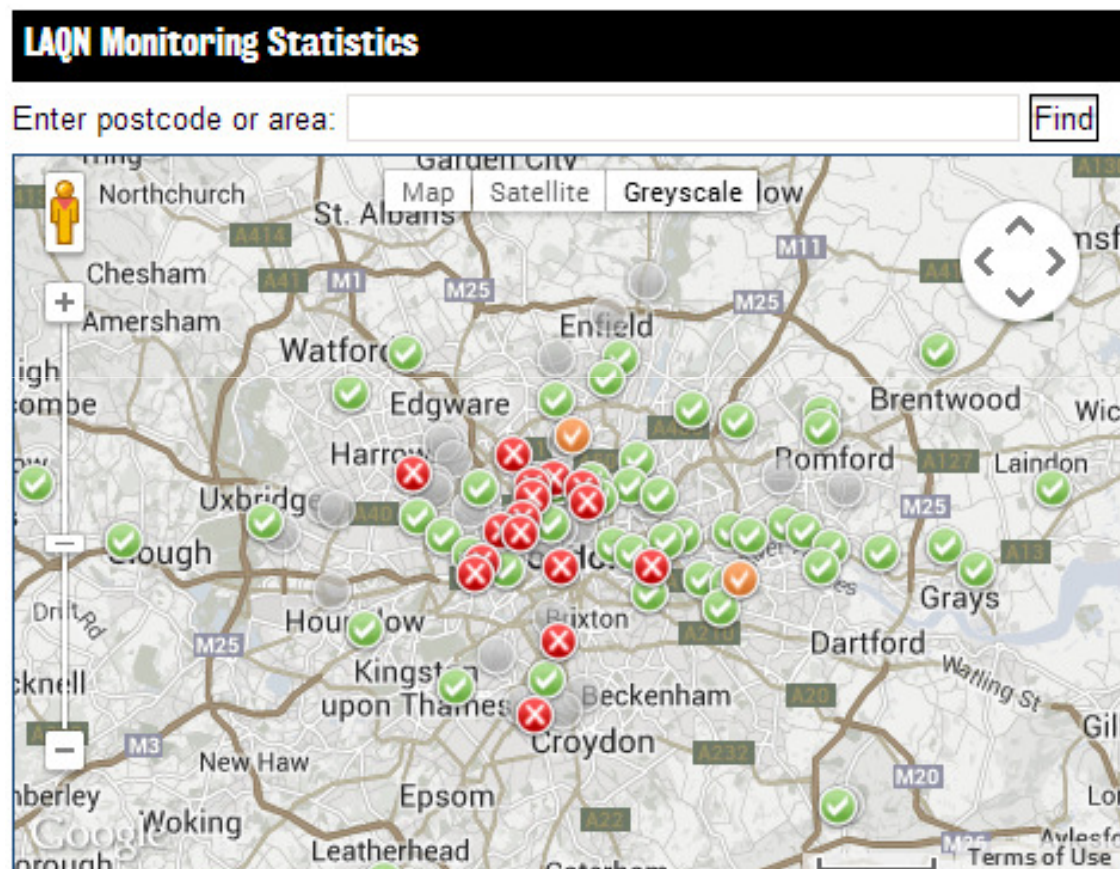 LAQN Monitoring Statistics
Enter postcode or area:
Find
Garden City
Map
Satellite
Greyscale
Northchurch
St. Albans
A414
M11
Chesham
A41
M1
M25
M25
Amersham
Enfield
Watford
Brentwood
Edgware
Harrow
Romford
A127
Laindon
Uxbridge
A40
M25
Slough
A13
Grays
Hounslow
Brixton
M25
A210
Dartford
Kingston
upon Thames
Watling St
Beckenham
A20
M3
Croydon
A232
New Haw
M20
Epsom
A22
Woking
Google
Leatherhead
Terms of Use